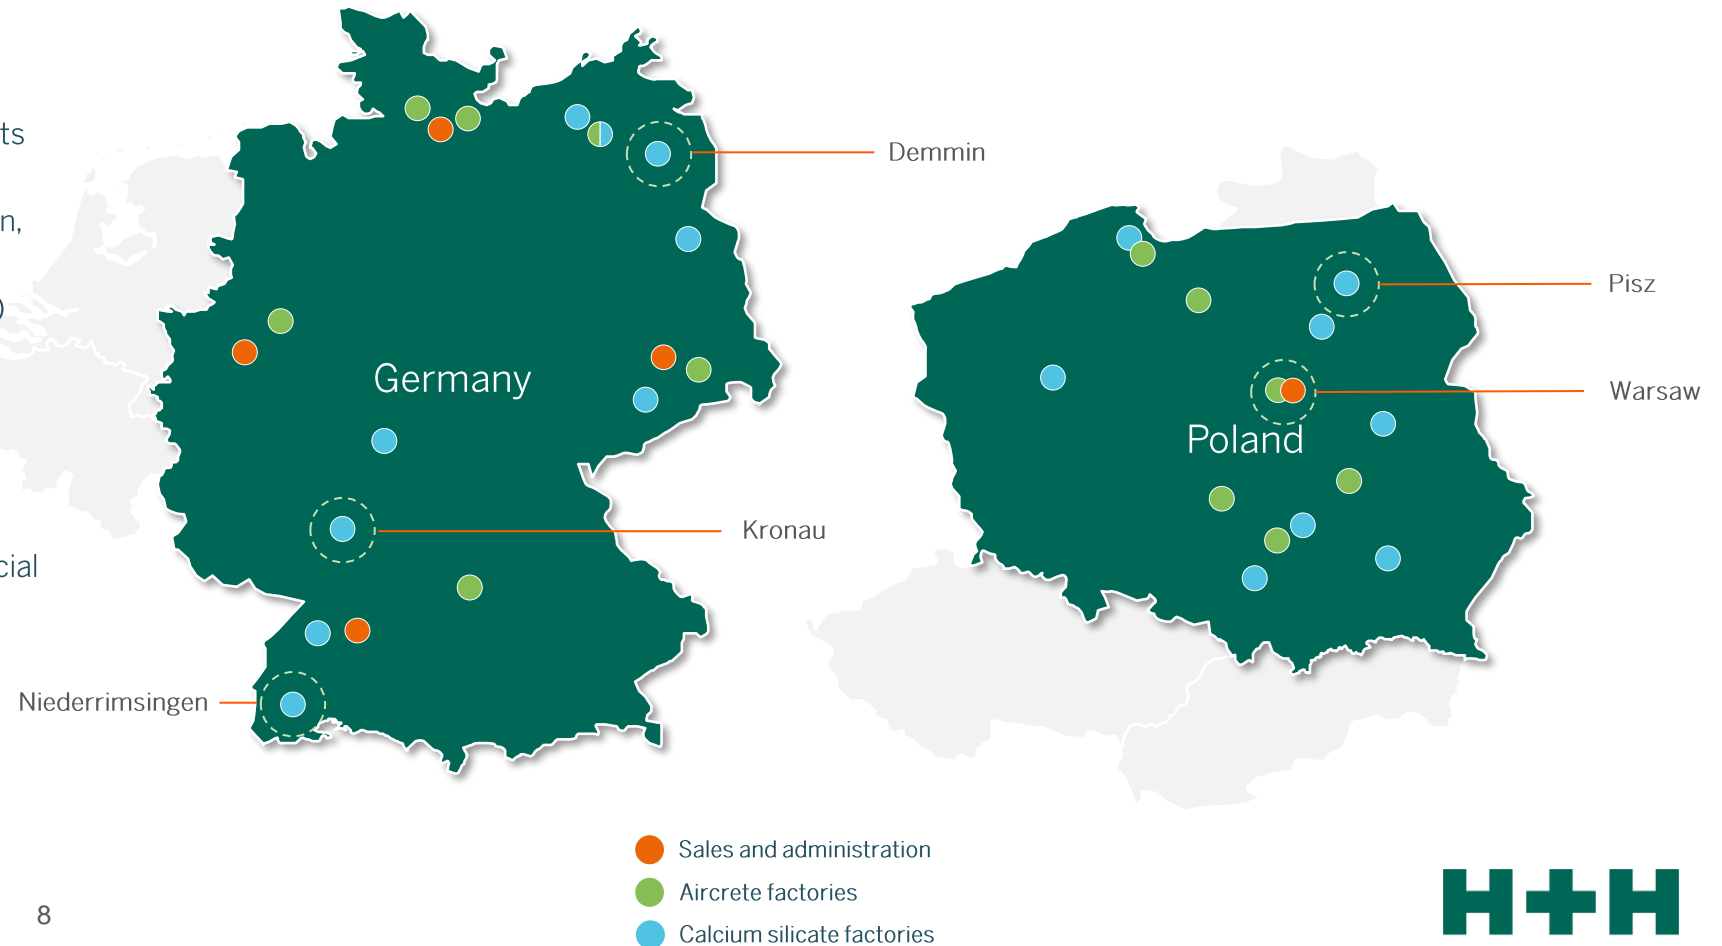 ts
n,
)
cial
Demmin
Pisz
Warsaw
Germany
Poland
Kronau
Niederrimsingen
Sales and administration
Aircrete factories
Calcium silicate factories
8
H+H